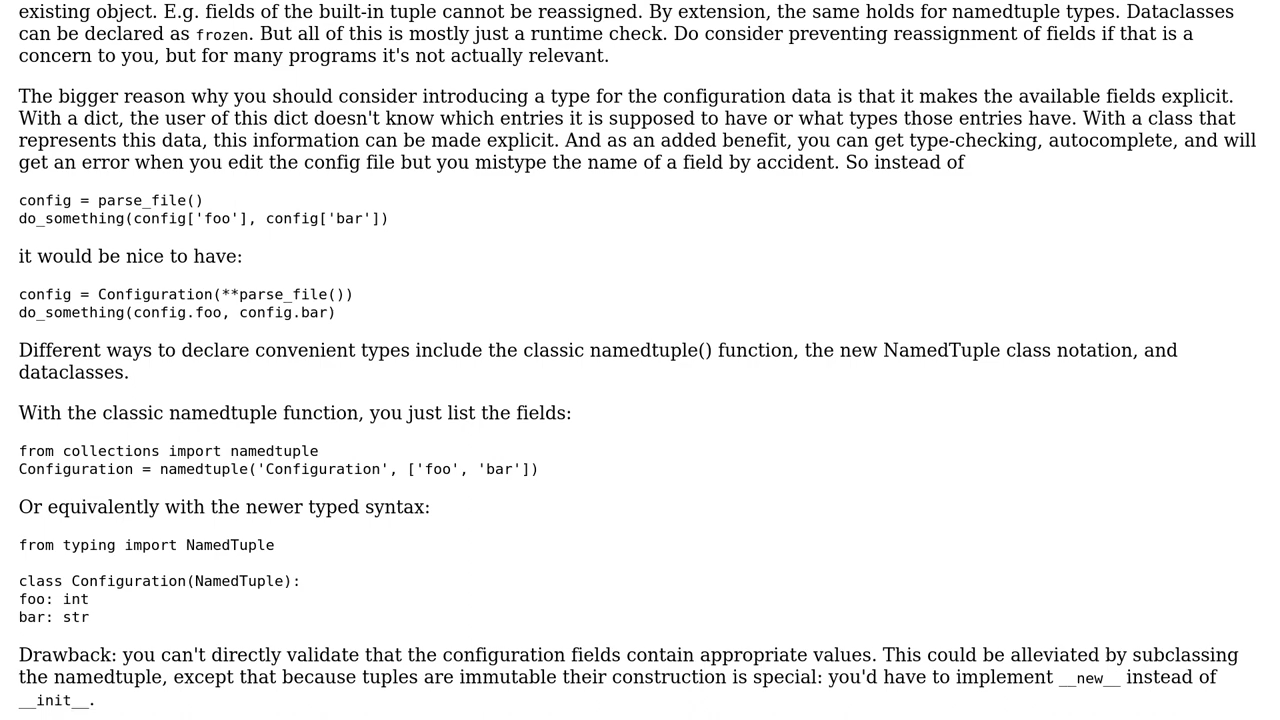 existing object. E.g. fields of the built-in tuple cannot be reassigned. By extension, the same holds for namedtuple types. Dataclasses
can be declared as frozen. But all of this is mostly just a runtime check. Do consider preventing reassignment of fields if that is a
concern to you, but for many programs it's not actually relevant.
The bigger reason why you should consider introducing a type for the configuration data is that it makes the available fields explicit.
With a dict, the user of this dict doesn't know which entries it is supposed to have or what types those entries have. With a class that
represents this data, this information can be made explicit. And as an added benefit, you can get type-checking, autocomplete, and will
get an error when you edit the config file but you mistype the name of a field by accident. So instead of
config = parse_file()
do_something(config['foo'], config['bar'])
it would be nice to have:
config = Configuration(**parse_file())
do_something(config.foo, config.bar)
Different ways to declare convenient types include the classic namedtuple() function, the new NamedTuple class notation, and
dataclasses.
With the classic namedtuple function, you just list the fields:
from collections import namedtuple
Configuration = namedtuple('Configuration', ['foo', 'bar'])
Or equivalently with the newer typed syntax:
from typing import NamedTuple
class Configuration(NamedTuple):
foo: int
bar: str
Drawback: you can't directly validate that the configuration fields contain appropriate values. This could be alleviated by subclassing
the namedtuple, except that because tuples are immutable their construction is special: you'd have to implement __new__ instead of
__init__.